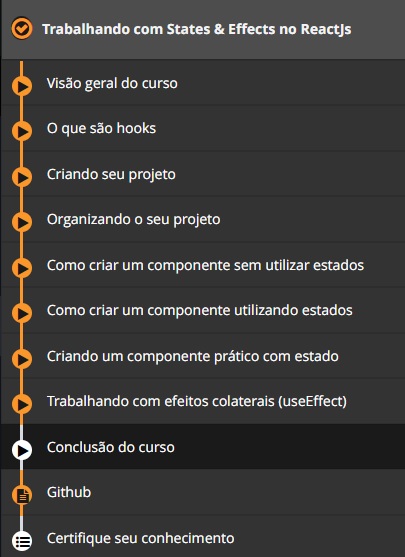 Trabalhando com States & Effects no ReactJs
Visão geral do curso
O que são hooks
Criando seu projeto
Organizando o seu projeto
Como criar um componente sem utilizar estados
Como criar um componente utilizando estados
Criando um componente prático com estado
Trabalhando com efeitos colaterais (useEffect)
Conclusão do curso
Github
Certifique seu conhecimento